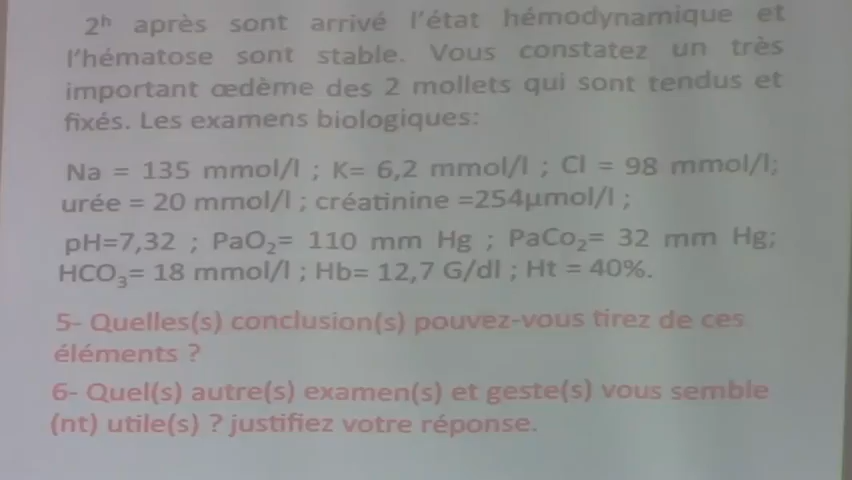 2ʰ après sont arrivé l'état hémodynamique et
l'hématose sont stable. Vous constatez un très
important œdème des 2 mollets qui sont tendus et
fixés. Les examens biologiques:
Na = 135 mmol/l ; K= 6,2 mmol/l ; Cl = 98 mmol/l;
urée = 20 mmol/l ; créatinine =254µmol/l ;
pH=7,32 ; PaO₂= 110 mm Hg ; PaCo₂= 32 mm Hg;
HCO₃= 18 mmol/l ; Hb= 12,7 G/dl ; Ht = 40%.
5- Quelles(s) conclusion(s) pouvez-vous tirez de ces
éléments ?
6- Quel(s) autre(s) examen(s) et geste(s) vous semble
(nt) utile(s) ? justifiez votre réponse.